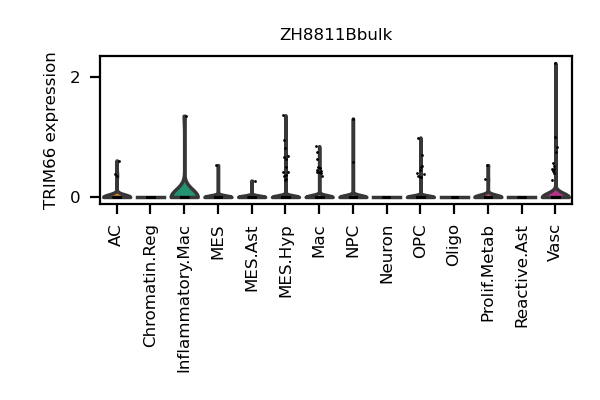 ZH8811Bbulk
TRIM66 expression
2
0
AC
Chromatin.Reg
Inflammatory.Mac
MES
MES.Ast
MES.Hyp
Mac
NPC
Neuron
OPC
Oligo
Prolif.Metab
Reactive.Ast
Vasc